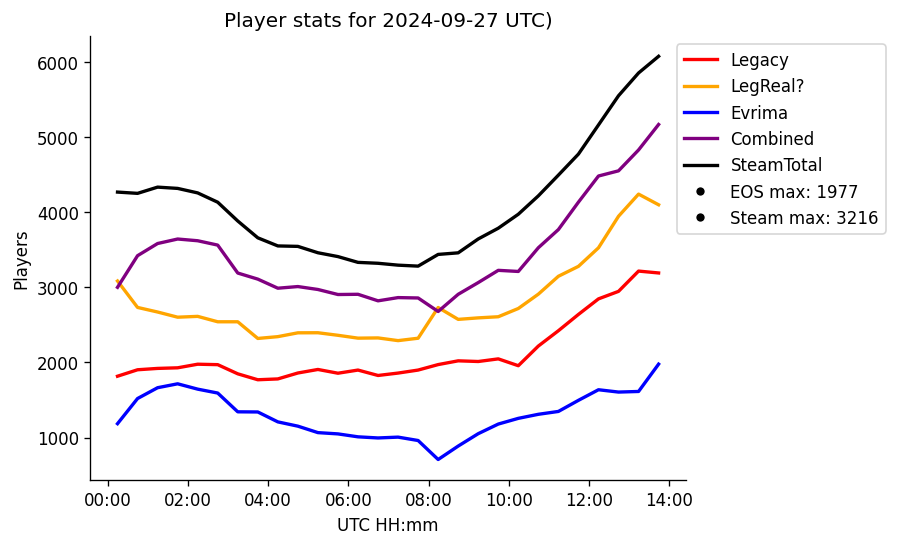 Player stats for 2024-09-27 UTC)
6000
5000
4000
3000
2000
1000
Players
00:00 02:00 04:00 06:00 08:00 10:00 12:00 14:00
UTC HH:mm
Legacy
LegReal?
Evrima
Combined
SteamTotal
EOS max: 1977
Steam max: 3216